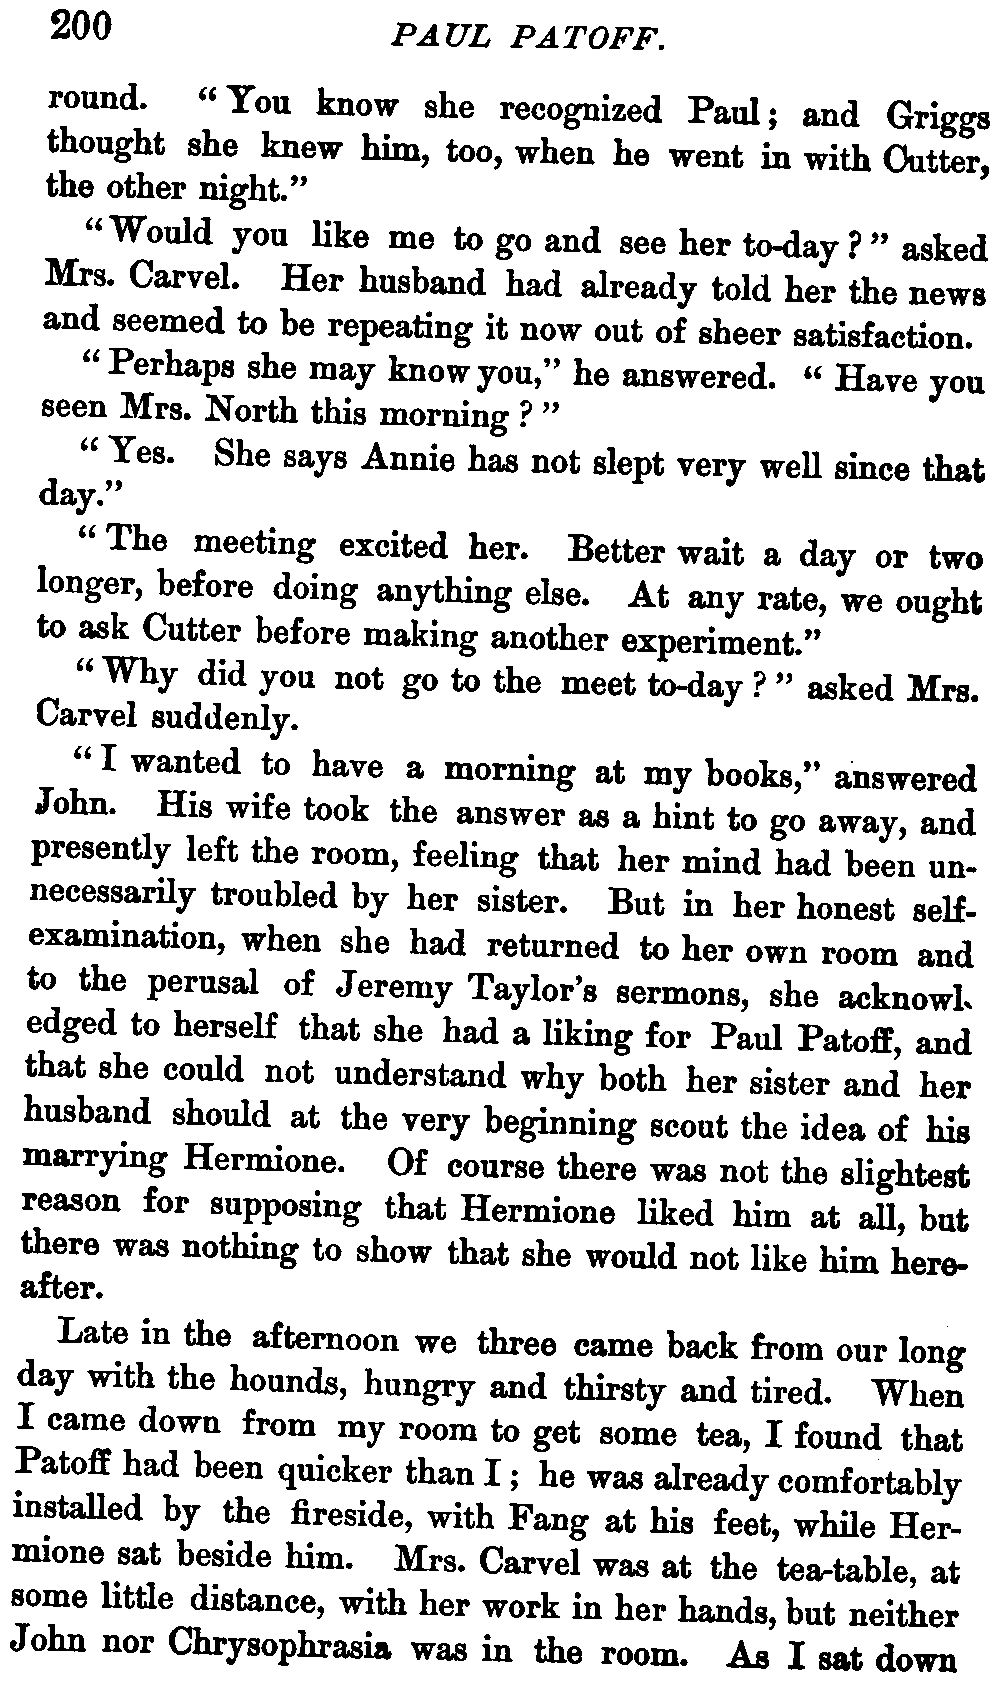 200
PAUL PATOFF.
round. “You know she recognized Paul; and Griggs
thought she knew him, too, when he went in with Cutter,
the other night.”
“Would you like me to go and see her to-day?” asked
Mrs. Carvel. Her husband had already told her the news
and seemed to be repeating it now out of sheer satisfaction.
“Perhaps she may know you,” he answered. “Have you
seen Mrs. North this morning?”
“Yes. She says Annie has not slept very well since that
day.”
“The meeting excited her. Better wait a day or two
longer, before doing anything else. At any rate, we ought
to ask Cutter before making another experiment.”
“Why did you not go to the meet to-day?” asked Mrs.
Carvel suddenly.
“I wanted to have a morning at my books,” answered
John. His wife took the answer as a hint to go away, and
presently left the room, feeling that her mind had been un-
necessarily troubled by her sister. But in her honest self-
examination, when she had returned to her own room and
to the perusal of Jeremy Taylor’s sermons, she acknowl-
edged to herself that she had a liking for Paul Patoff, and
that she could not understand why both her sister and her
husband should at the very beginning scout the idea of his
marrying Hermione. Of course there was not the slightest
reason for supposing that Hermione liked him at all, but
there was nothing to show that she would not like him here-
after.
Late in the afternoon we three came back from our long
day with the hounds, hungry and thirsty and tired. When
I came down from my room to get some tea, I found that
Patoff had been quicker than I; he was already comfortably
installed by the fireside, with Fang at his feet, while Her-
mione sat beside him. Mrs. Carvel was at the tea-table, at
some little distance, with her work in her hands, but neither
John nor Chrysophrasia was in the room. As I sat down